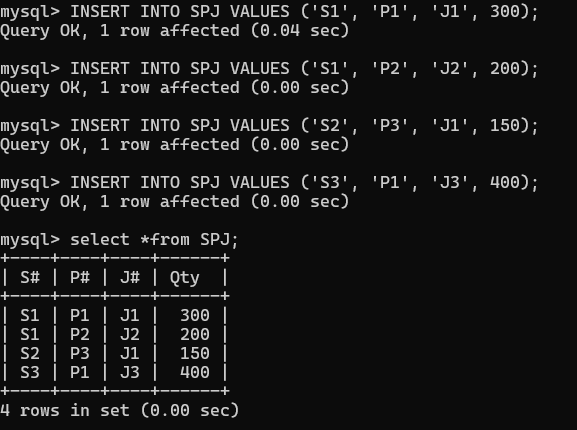 mysql> INSERT INTO SPJ VALUES ('S1', 'P1', 'J1', 300);
Query OK, 1 row affected (0.04 sec)
mysql> INSERT INTO SPJ VALUES ('S1', 'P2', 'J2', 200);
Query OK, 1 row affected (0.00 sec)
mysql> INSERT INTO SPJ VALUES ('S2', 'P3', 'J1', 150);
Query OK, 1 row affected (0.00 sec)
mysql> INSERT INTO SPJ VALUES ('S3', 'P1', 'J3', 400);
Query OK, 1 row affected (0.00 sec)
mysql> select *from SPJ;
+----+----+----+------+
| S# | P# | J# | Qty  |
+----+----+----+------+
| S1 | P1 | J1 |  300 |
| S1 | P2 | J2 |  200 |
| S2 | P3 | J1 |  150 |
| S3 | P1 | J3 |  400 |
+----+----+----+------+
4 rows in set (0.00 sec)